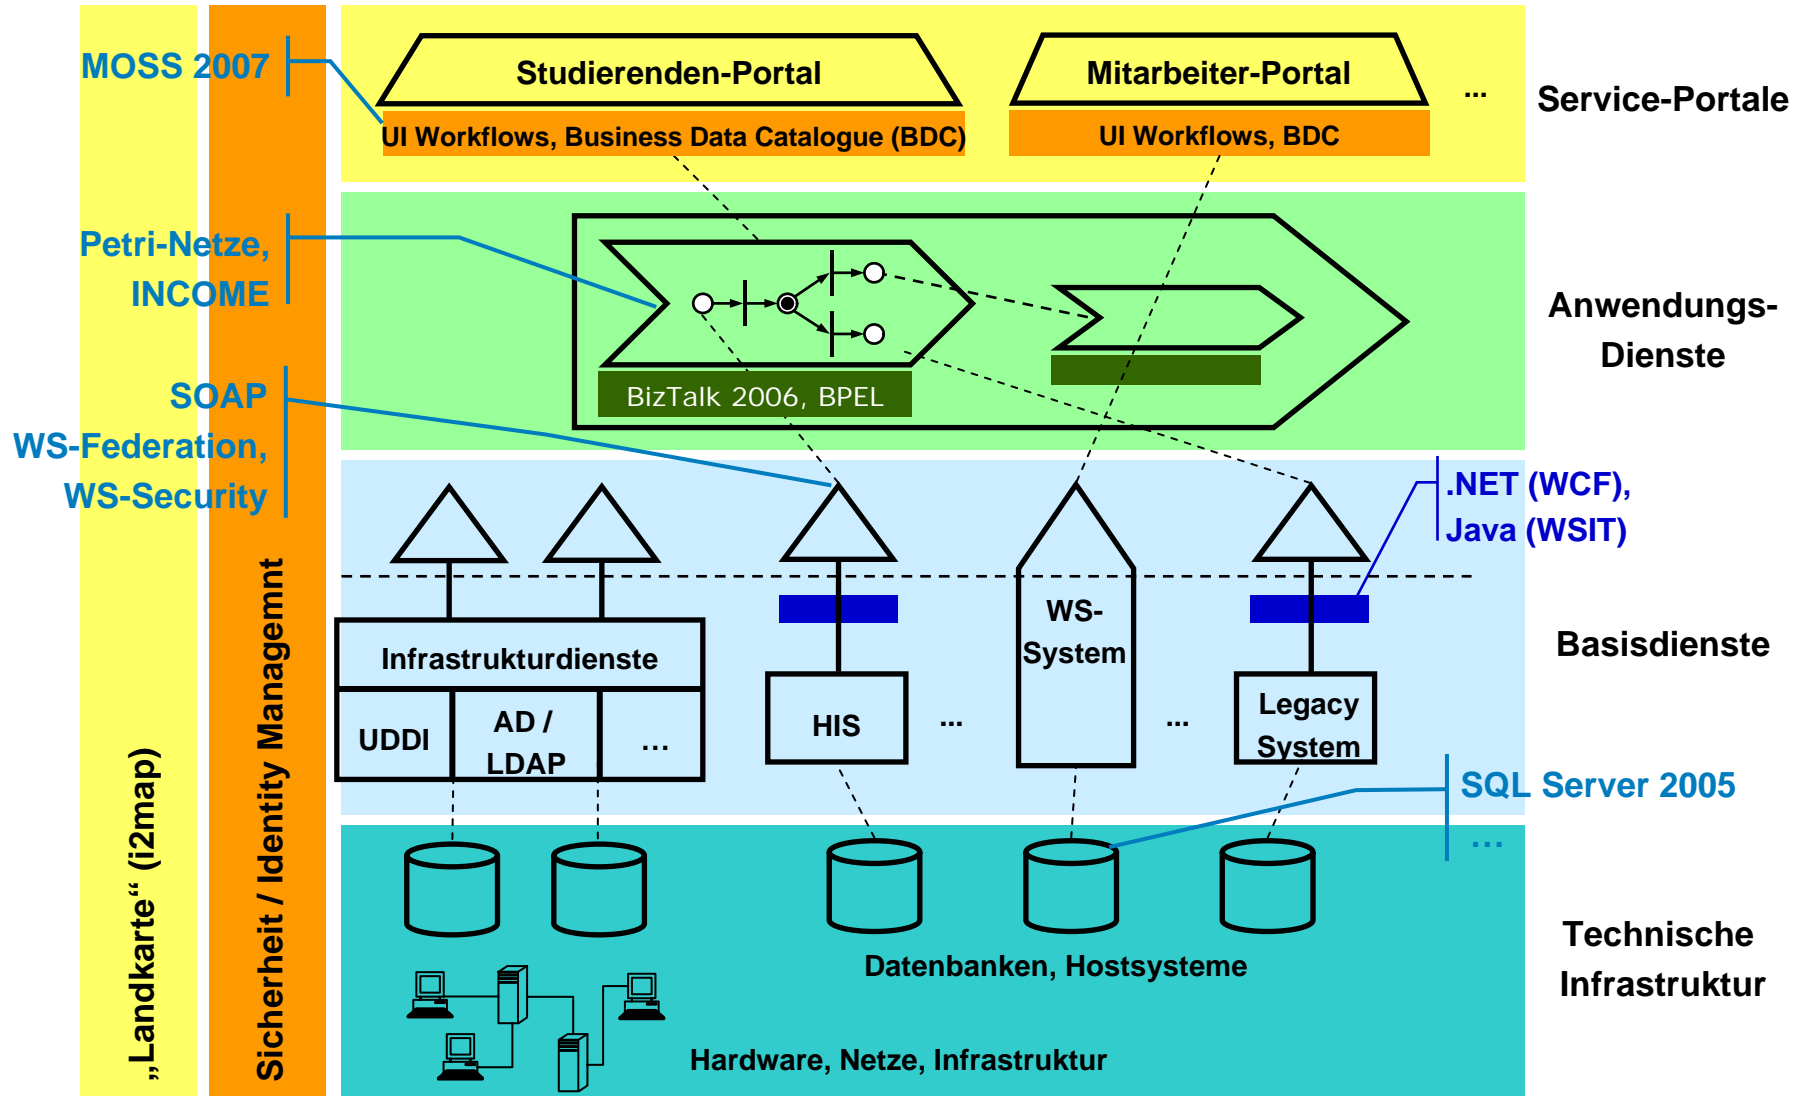 MOSS 2007
Studierenden-Portal
Mitarbeiter-Portal
...
Service-Portale
UI Workflows, Business Data Catalogue (BDC)
UI Workflows, BDC
Petri-Netze,
INCOME
Anwendungs-
Dienste
BizTalk 2006, BPEL
SOAP
WS-Federation,
WS-Security
.NET (WCF),
Java (WSIT)
WS-
System
Basisdienste
Infrastrukturdienste
UDDI
AD /
LDAP
...
HIS
...
...
Legacy
System
SQL Server 2005
...
Technische
Infrastruktur
Datenbanken, Hostsysteme
Hardware, Netze, Infrastruktur
„Landkarte“ (i2map)
Sicherheit / Identity Managemnt